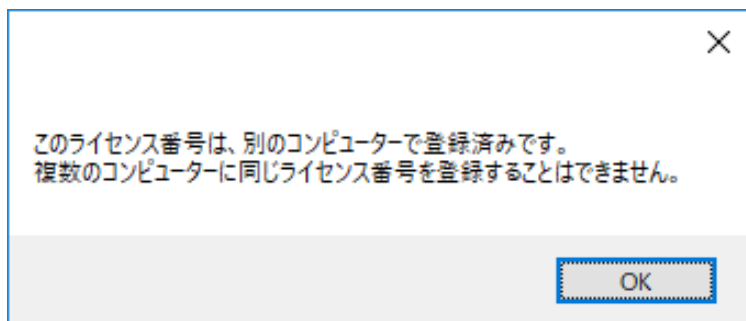 このライセンス番号は、別のコンピューターで登録済みです。
複数のコンピューターに同じライセンス番号を登録することはできません。
OK